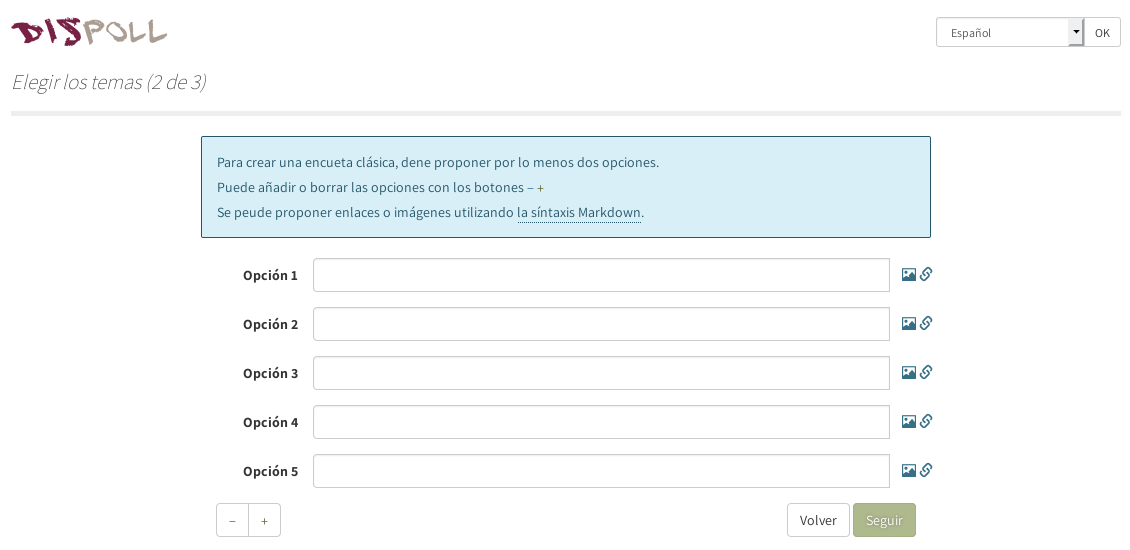 DISPOLL
Español OK
Elegir los temas (2 de 3)
Para crear una encueta clásica, dene proponer por lo menos dos opciones.
Puede añadir o borrar las opciones con los botones – +
Se peude proponer enlaces o imágenes utilizando la síntaxis Markdown.
Opción 1
Opción 2
Opción 3
Opción 4
Opción 5
– + Volver Seguir